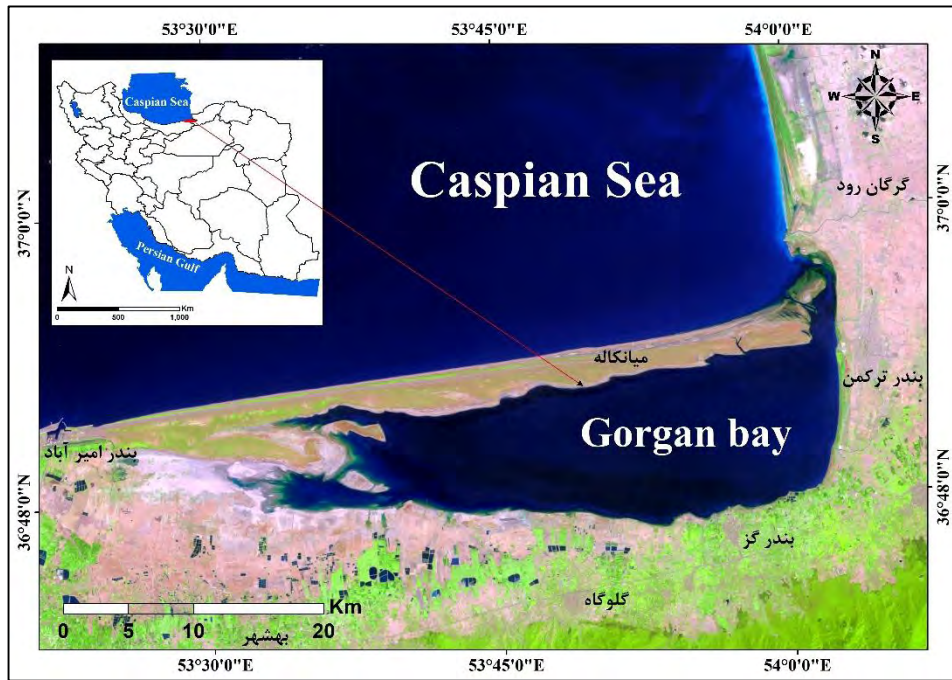 53°30'0"E
53°45'0"E
54°0'0"E
Caspian Sea
Persian Gulf
N
0 500 1,000 Km
N
W E
S
Caspian Sea
گرگان رود
37°0'0"N
37°0'0"N
میانکاله
بندر ترکمن
Gorgan bay
بندر امیر آباد
36°48'0"N
36°48'0"N
بندر گز
گلوگاه
Km
0 5 10 20
بهشهر
53°30'0"E
53°45'0"E
54°0'0"E